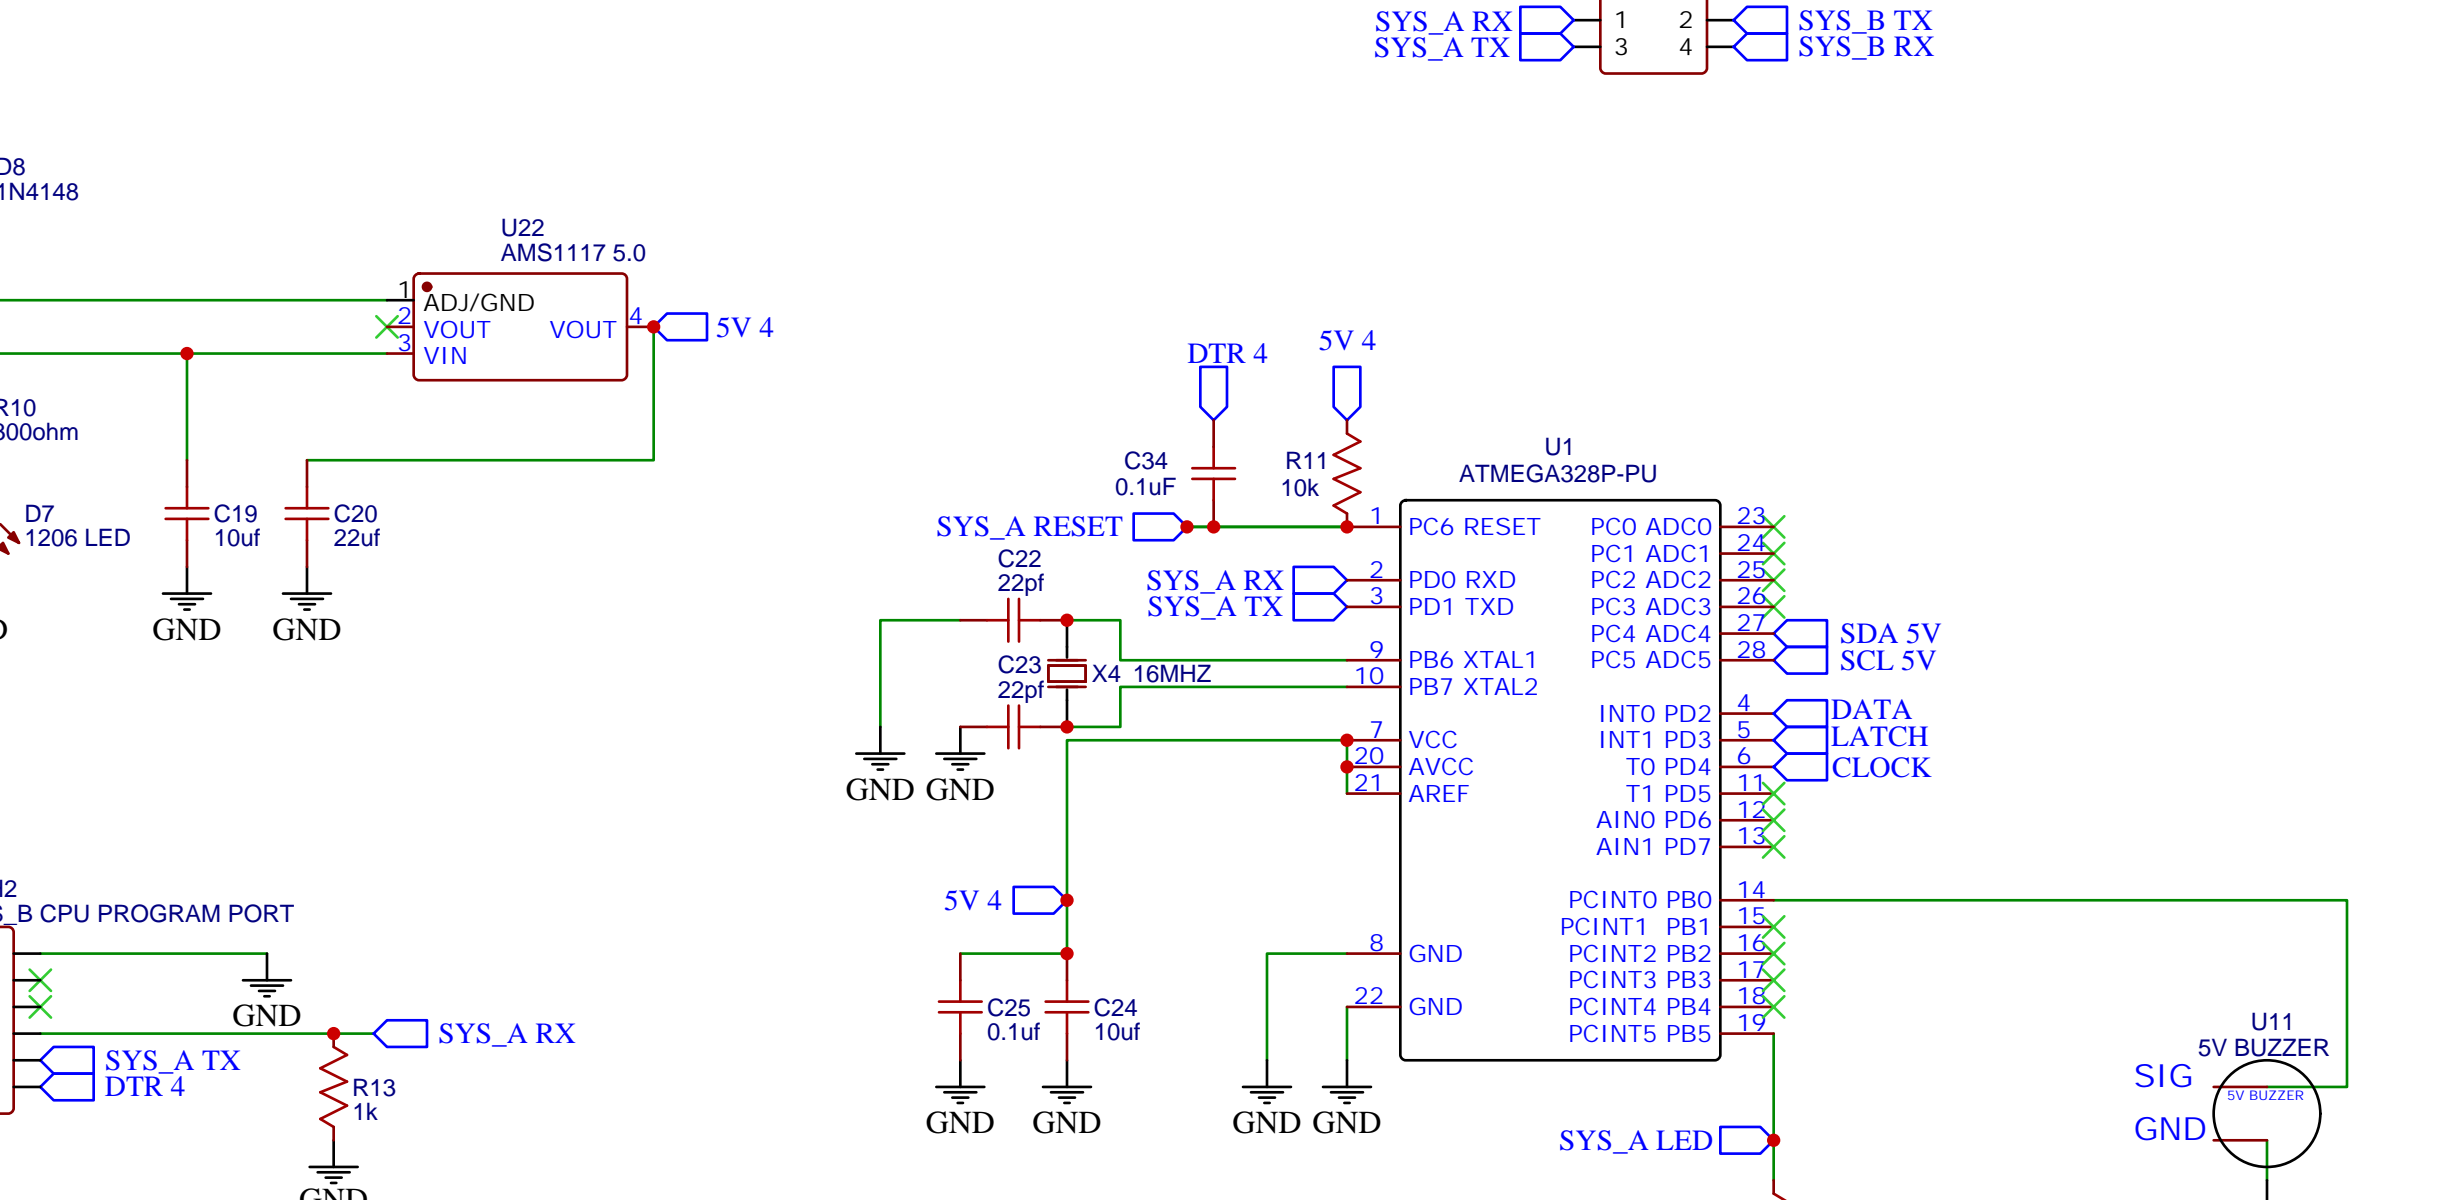 SYS_A RX 1 2 SYS_B TX
SYS_A TX 3 4 SYS_B RX
D8
1N4148
U22
AMS1117 5.0
1 ADJ/GND
2 VOUT VOUT 4 5V 4
3 VIN
R10
300ohm
D7
1206 LED
C19
10uf
C20
22uf
GND GND
DTR 4
5V 4
C34
0.1uF
R11
10k
U1
ATMEGA328P-PU
SYS_A RESET 1 PC6 RESET
SYS_A RX 2 PD0 RXD
SYS_A TX 3 PD1 TXD
C22
22pf
C23
22pf
X4 16MHZ
9 PB6 XTAL1
10 PB7 XTAL2
7 VCC
20 AVCC
21 AREF
8 GND
22 GND
GND GND
PC0 ADC0 23
PC1 ADC1 24
PC2 ADC2 25
PC3 ADC3 26
PC4 ADC4 27 SDA 5V
PC5 ADC5 28 SCL 5V
INT0 PD2 4 DATA
INT1 PD3 5 LATCH
T0 PD4 6 CLOCK
T1 PD5 11
AIN0 PD6 12
AIN1 PD7 13
PCINT0 PB0 14
PCINT1 PB1 15
PCINT2 PB2 16
PCINT3 PB3 17
PCINT4 PB4 18
PCINT5 PB5 19
5V 4
C25
0.1uf
C24
10uf
GND GND GND GND
SYS_A LED
U11
5V BUZZER
SIG
5V BUZZER
GND
B CPU PROGRAM PORT
GND
SYS_A RX
SYS_A TX
DTR 4
R13
1k
GND